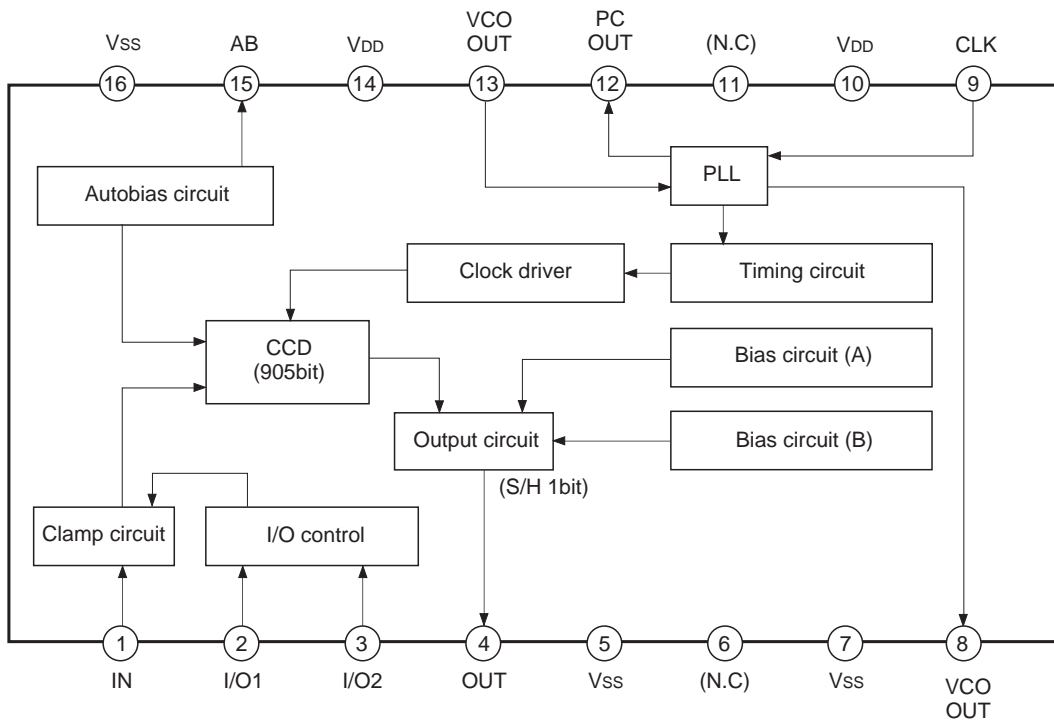 VSS
AB
VDD
VCO
OUT
PC
OUT
(N.C)
VDD
CLK
16
15
14
13
12
11
10
9
Autobias circuit
PLL
Clock driver
Timing circuit
CCD
(905bit)
Bias circuit (A)
Output circuit
Bias circuit (B)
(S/H 1bit)
Clamp circuit
I/O control
1
2
3
4
5
6
7
8
IN
I/O1
I/O2
OUT
VSS
(N.C)
VSS
VCO
OUT